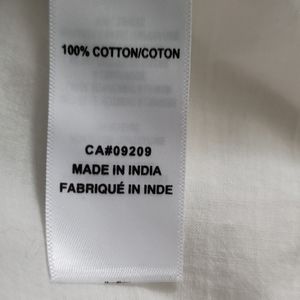 100% COTTON/COTON
CA#09209
MADE IN INDIA
FABRIQUÉ IN INDE